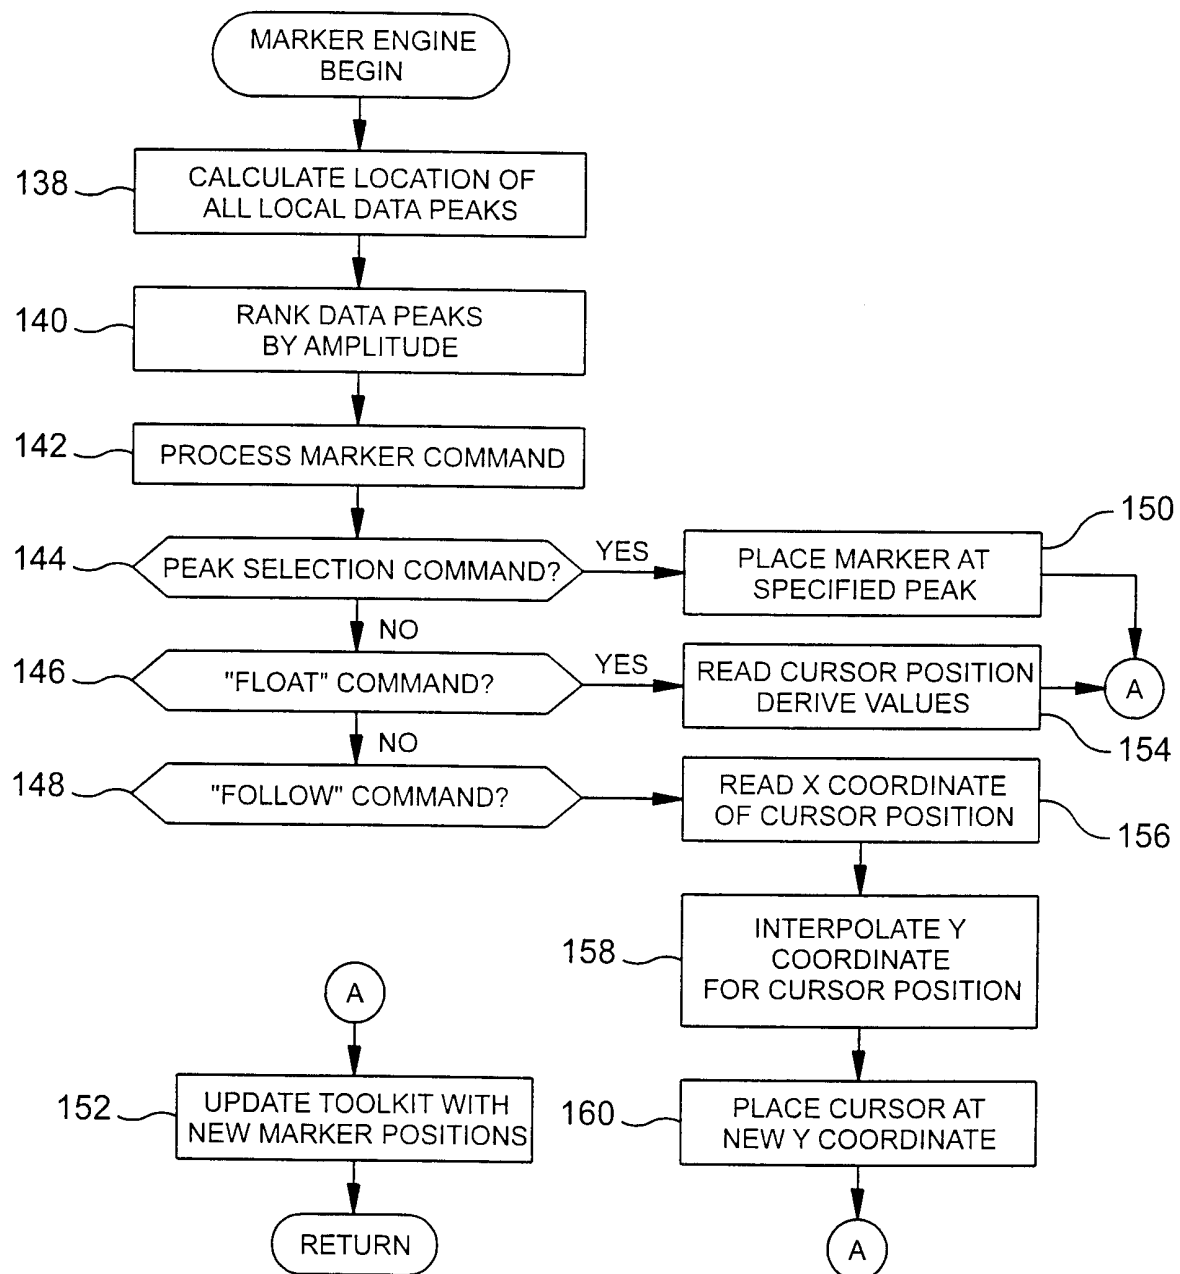 MARKER ENGINE
BEGIN
138
CALCULATE LOCATION OF
ALL LOCAL DATA PEAKS
140
RANK DATA PEAKS
BY AMPLITUDE
142
PROCESS MARKER COMMAND
144
PEAK SELECTION COMMAND?
YES
PLACE MARKER AT
SPECIFIED PEAK
150
NO
146
"FLOAT" COMMAND?
YES
READ CURSOR POSITION
DERIVE VALUES
A
154
NO
148
"FOLLOW" COMMAND?
READ X COORDINATE
OF CURSOR POSITION
156
158
INTERPOLATE Y
COORDINATE
FOR CURSOR POSITION
A
152
UPDATE TOOLKIT WITH
NEW MARKER POSITIONS
160
PLACE CURSOR AT
NEW Y COORDINATE
RETURN
A